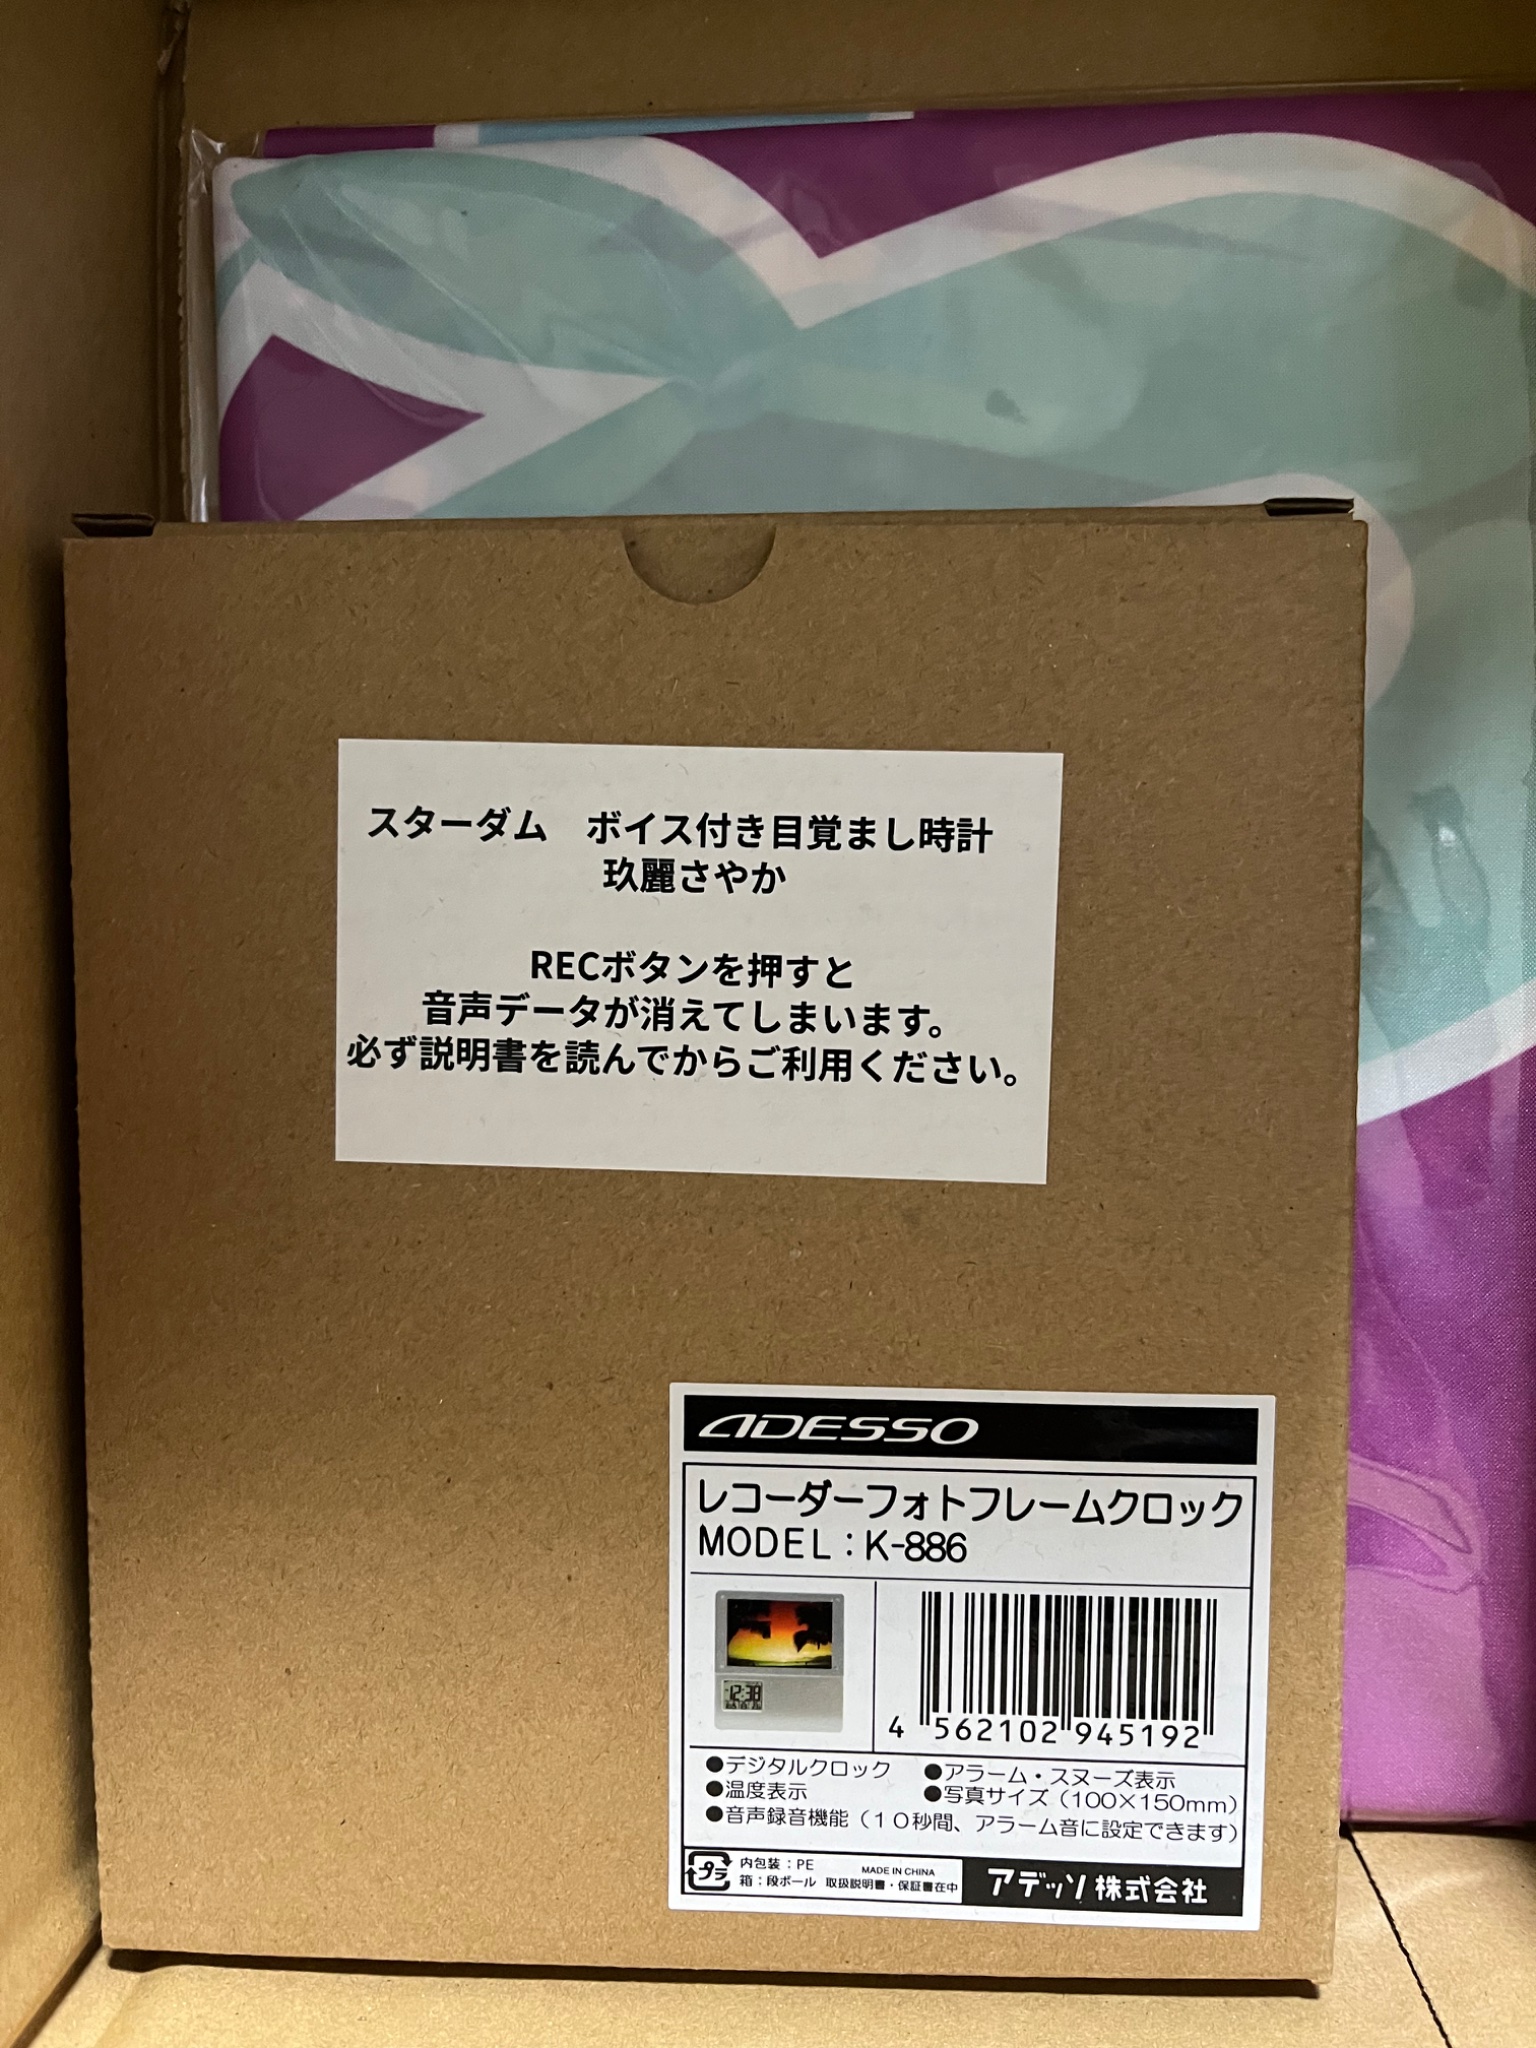 スターダム　ボイス付き目覚まし時計
玖麗さやか
RECボタンを押すと
音声データが消えてしまいます。
必ず説明書を読んでからご利用ください。
ADESSO
レコーダーフォトフレームクロック
MODEL：K-886
12:38
4 562102 945192
●デジタルクロック ●アラーム・スヌーズ表示
●温度表示 ●写真サイズ（100×150mm）
●音声録音機能（１０秒間、アラーム音に設定できます）
プラ
内包装：PE MADE IN CHINA
箱：段ボール 取扱説明書・保証書在中
アデッソ株式会社